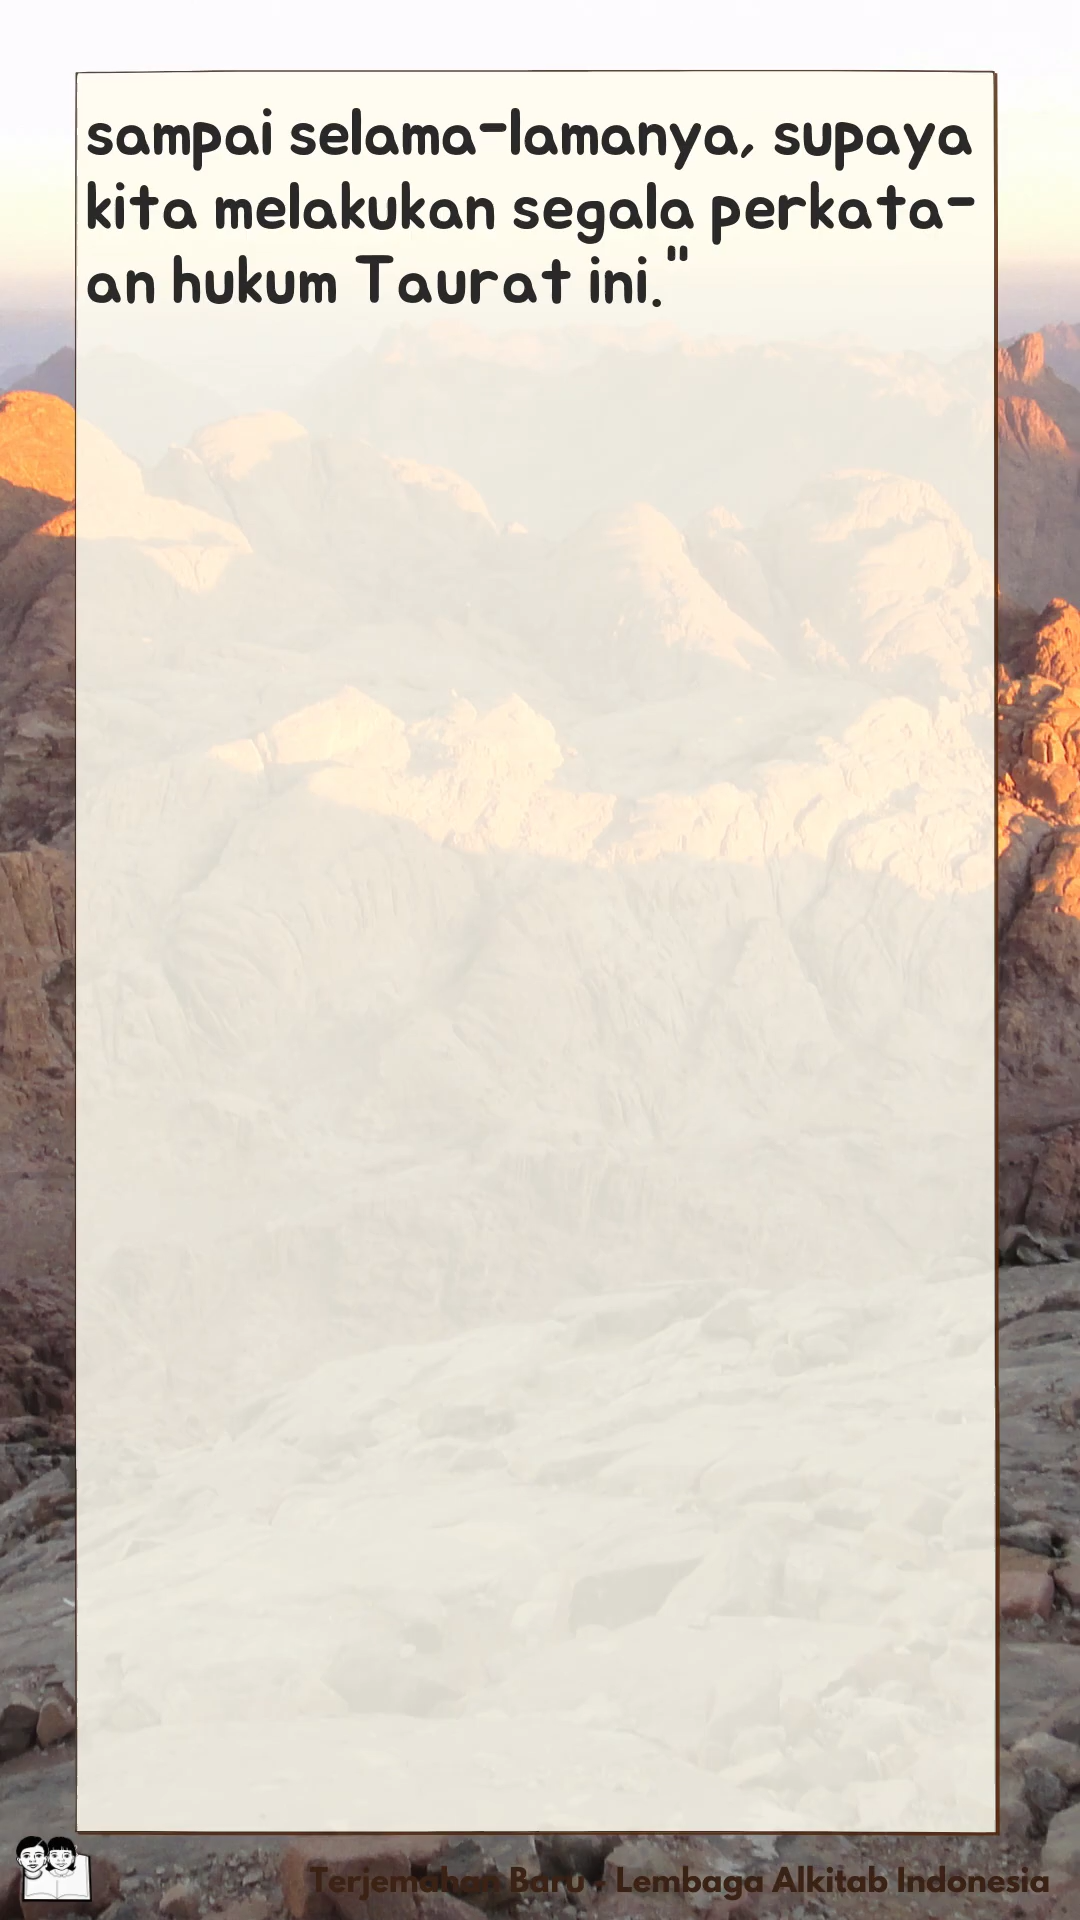 sampai selama-lamanya, supaya
kita melakukan segala perkata-
an hukum Taurat ini."
Terjemahan Baru - Lembaga Alkitab Indonesia